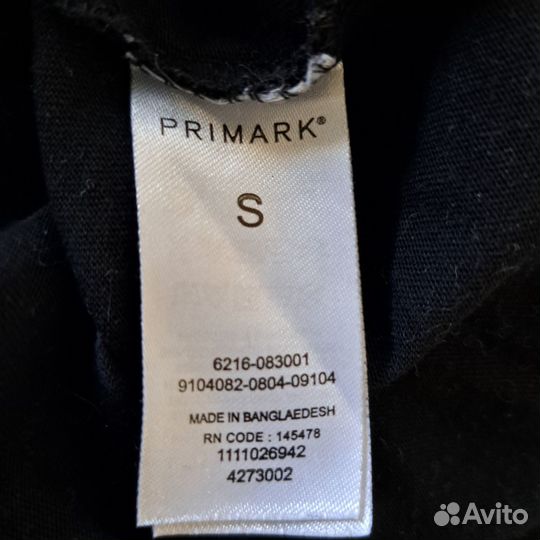 PRIMARK®
S
6216-083001
9104082-0804-09104
MADE IN BANGLAEDESH
RN CODE : 145478
1111026942
4273002
Avito